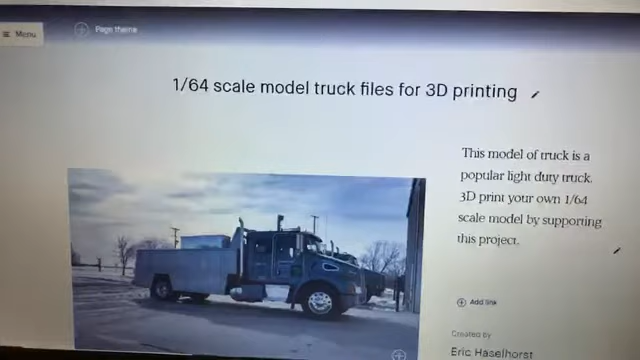 Menu
Page theme
1/64 scale model truck files for 3D printing
This model of truck is a
popular light duty truck.
3D print your own 1/64
scale model by supporting
this project.
Add link
Created by
Eric Haselhorst